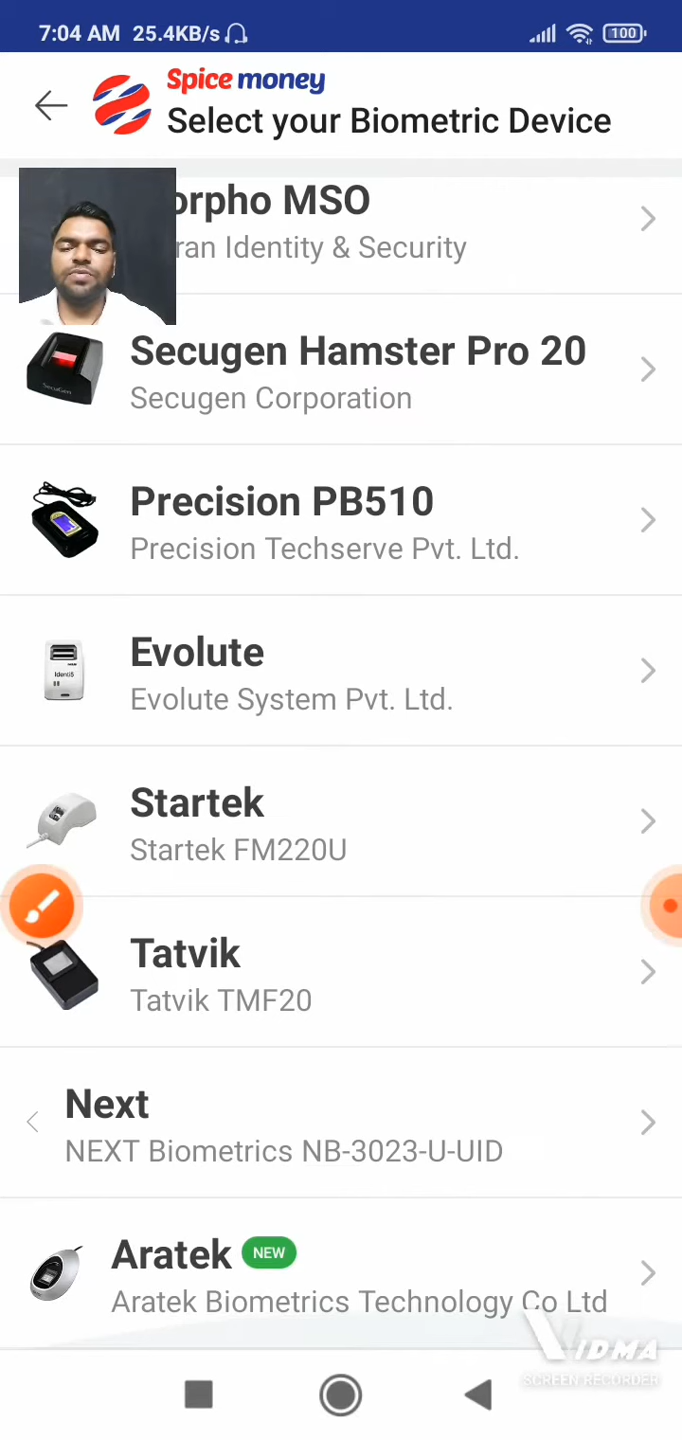 7:04 AM 25.4KB/s 100
Spice money
Select your Biometric Device
orpho MSO
ran Identity & Security
Secugen Hamster Pro 20
Secugen Corporation
Precision PB510
Precision Techserve Pvt. Ltd.
Evolute
Evolute System Pvt. Ltd.
Startek
Startek FM220U
Tatvik
Tatvik TMF20
Next
NEXT Biometrics NB-3023-U-UID
Aratek NEW
Aratek Biometrics Technology Co Ltd
VIDMA
SCREEN RECORDER